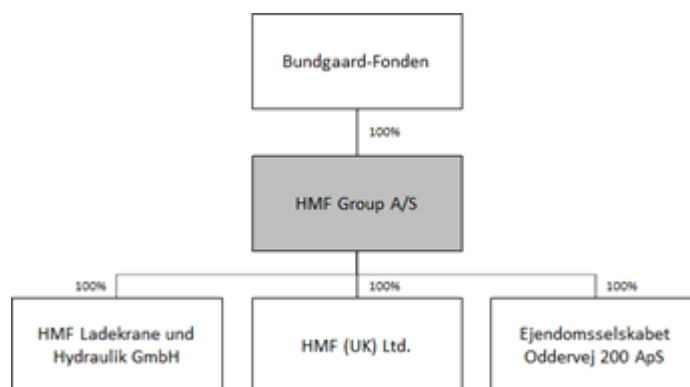 Bundgaard-Fonden
100%
HMF Group A/S
100%
100%
100%
HMF Ladekrane und
Hydraulik GmbH
HMF (UK) Ltd.
Ejendomsselskabet
Oddervej 200 ApS